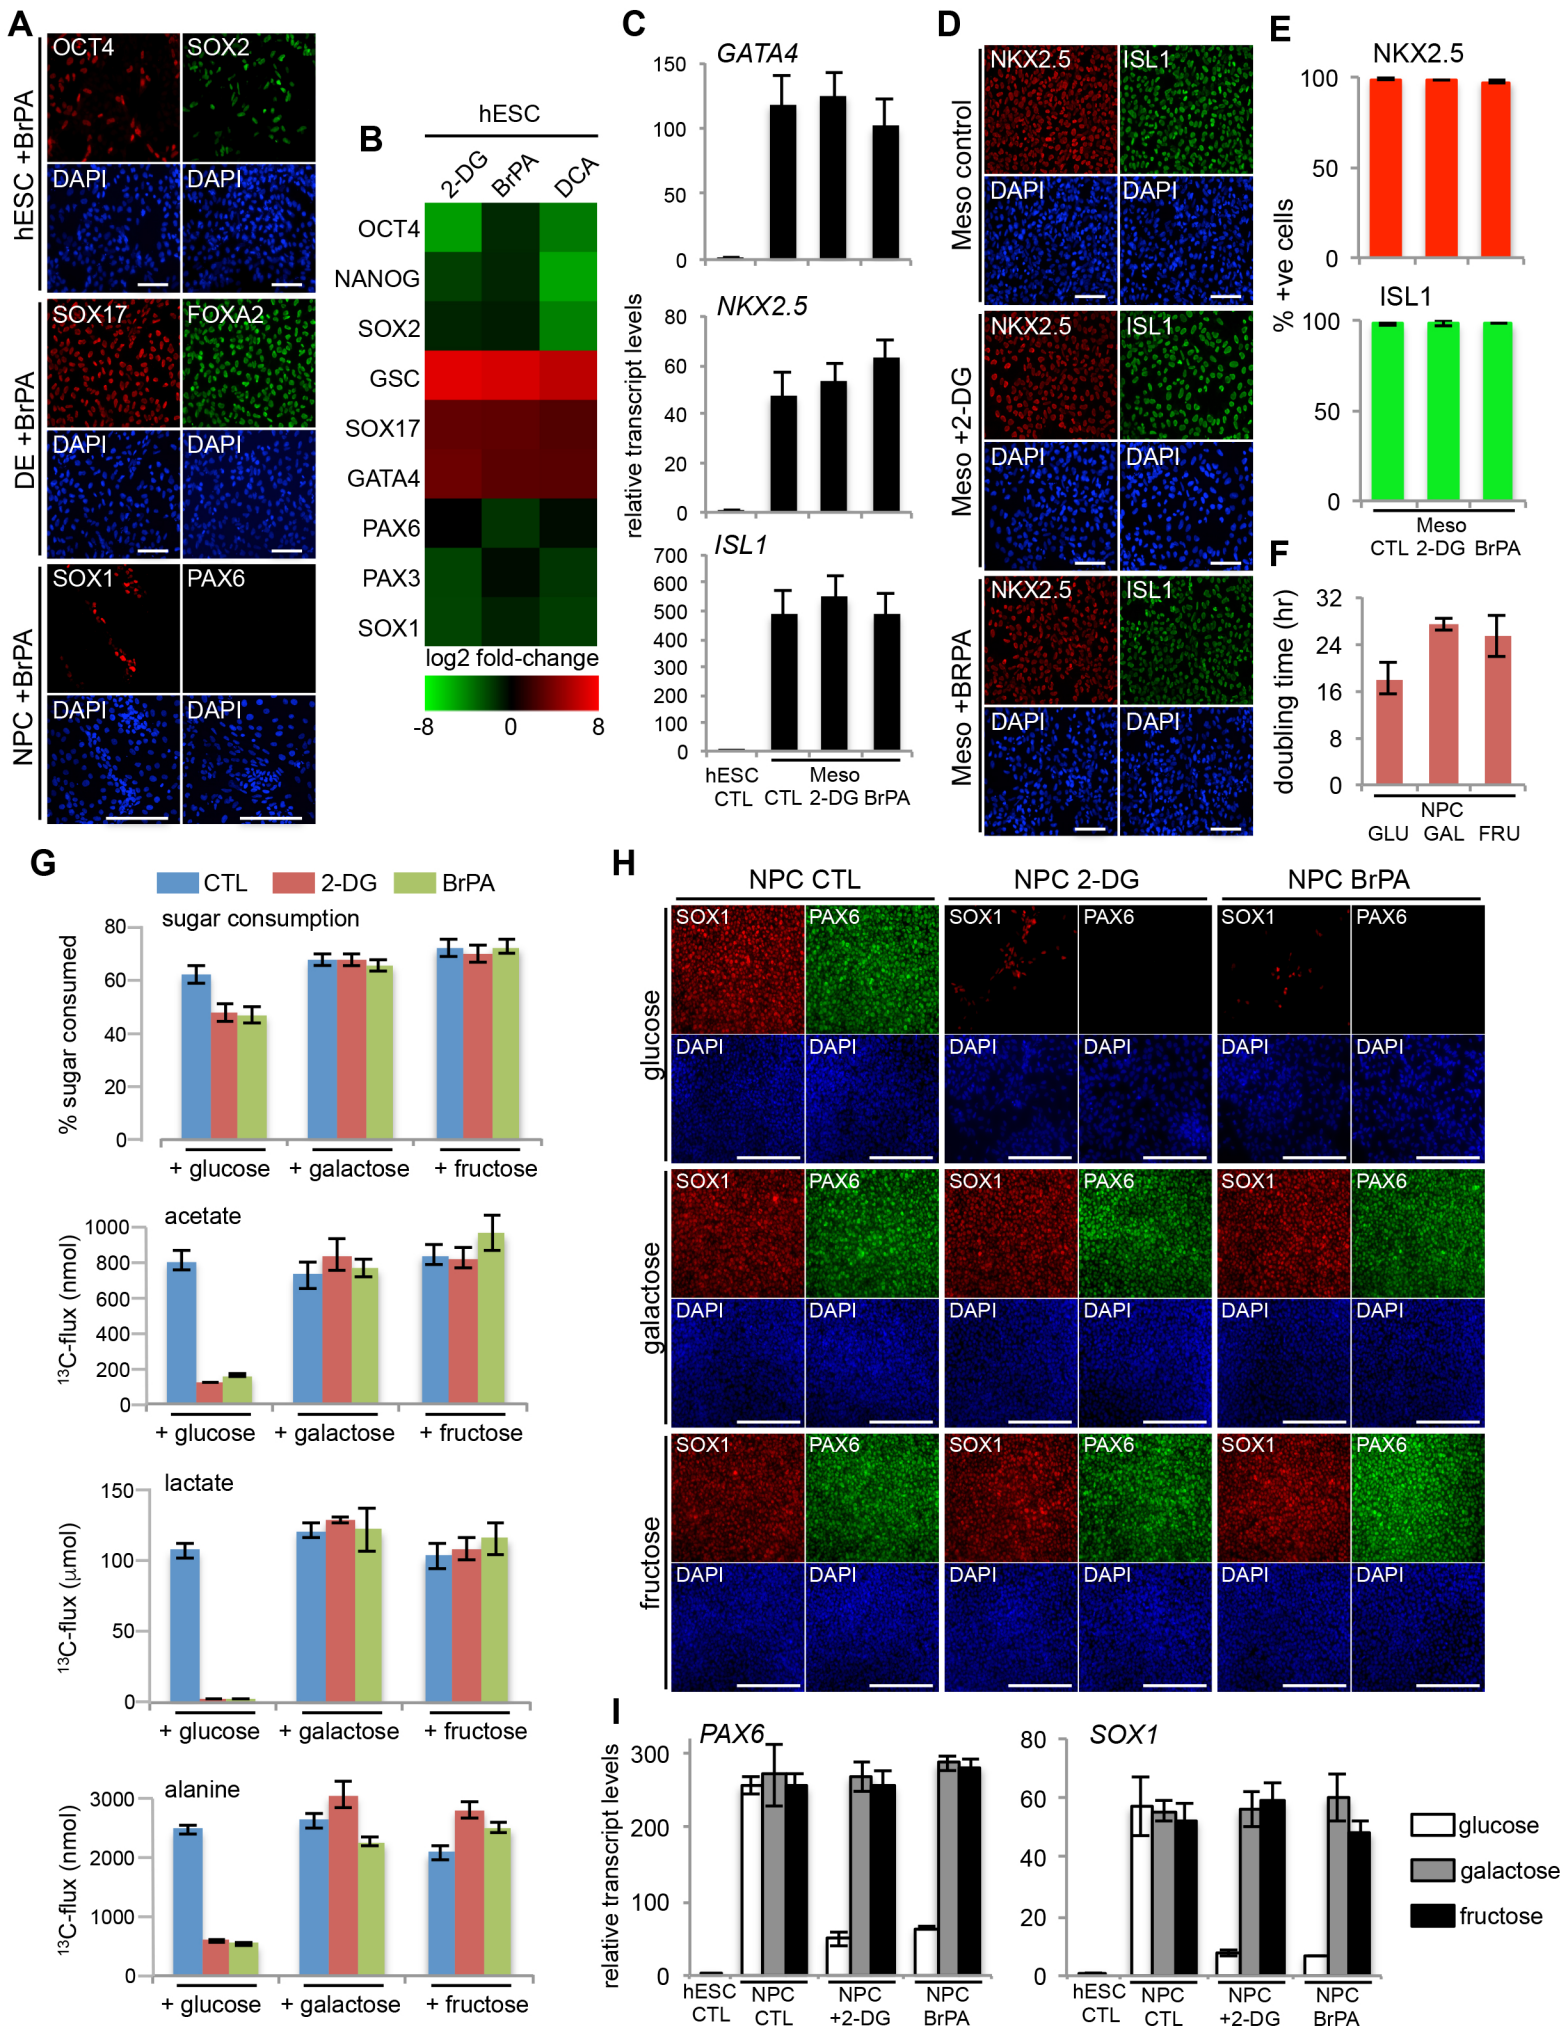 A
hESC +BrPA
OCT4
SOX2
DAPI
DAPI
DE +BrPA
SOX17
FOXA2
DAPI
DAPI
NPC +BrPA
SOX1
PAX6
DAPI
DAPI
B
hESC
2-DG
BrPA
DCA
OCT4
NANOG
SOX2
GSC
SOX17
GATA4
PAX6
PAX3
SOX1
log2 fold-change
-8
0
8
C
relative transcript levels
GATA4
150
100
50
0
NKX2.5
80
60
40
20
0
ISL1
700
600
500
400
300
200
100
0
hESC
CTL
Meso
CTL 2-DG BrPA
D
Meso control
NKX2.5
ISL1
DAPI
DAPI
Meso +2-DG
NKX2.5
ISL1
DAPI
DAPI
Meso +BRPA
NKX2.5
ISL1
DAPI
DAPI
E
% +ve cells
NKX2.5
100
50
0
ISL1
100
50
0
Meso
CTL 2-DG BrPA
F
doubling time (hr)
32
24
16
8
0
NPC
GLU GAL FRU
G
CTL
2-DG
BrPA
sugar consumption
% sugar consumed
80
60
40
20
0
+ glucose + galactose + fructose
acetate
¹³C-flux (nmol)
1000
800
600
400
200
0
+ glucose + galactose + fructose
lactate
¹³C-flux (μmol)
150
100
50
0
+ glucose + galactose + fructose
alanine
¹³C-flux (nmol)
3000
2000
1000
0
+ glucose + galactose + fructose
H
NPC CTL
NPC 2-DG
NPC BrPA
glucose
SOX1 PAX6 SOX1 PAX6 SOX1 PAX6
DAPI DAPI DAPI DAPI DAPI DAPI
galactose
SOX1 PAX6 SOX1 PAX6 SOX1 PAX6
DAPI DAPI DAPI DAPI DAPI DAPI
fructose
SOX1 PAX6 SOX1 PAX6 SOX1 PAX6
DAPI DAPI DAPI DAPI DAPI DAPI
I
relative transcript levels
PAX6
300
200
100
0
hESC
CTL
NPC
CTL
NPC
+2-DG
NPC
BrPA
SOX1
80
60
40
20
0
hESC
CTL
NPC
CTL
NPC
+2-DG
NPC
BrPA
glucose
galactose
fructose